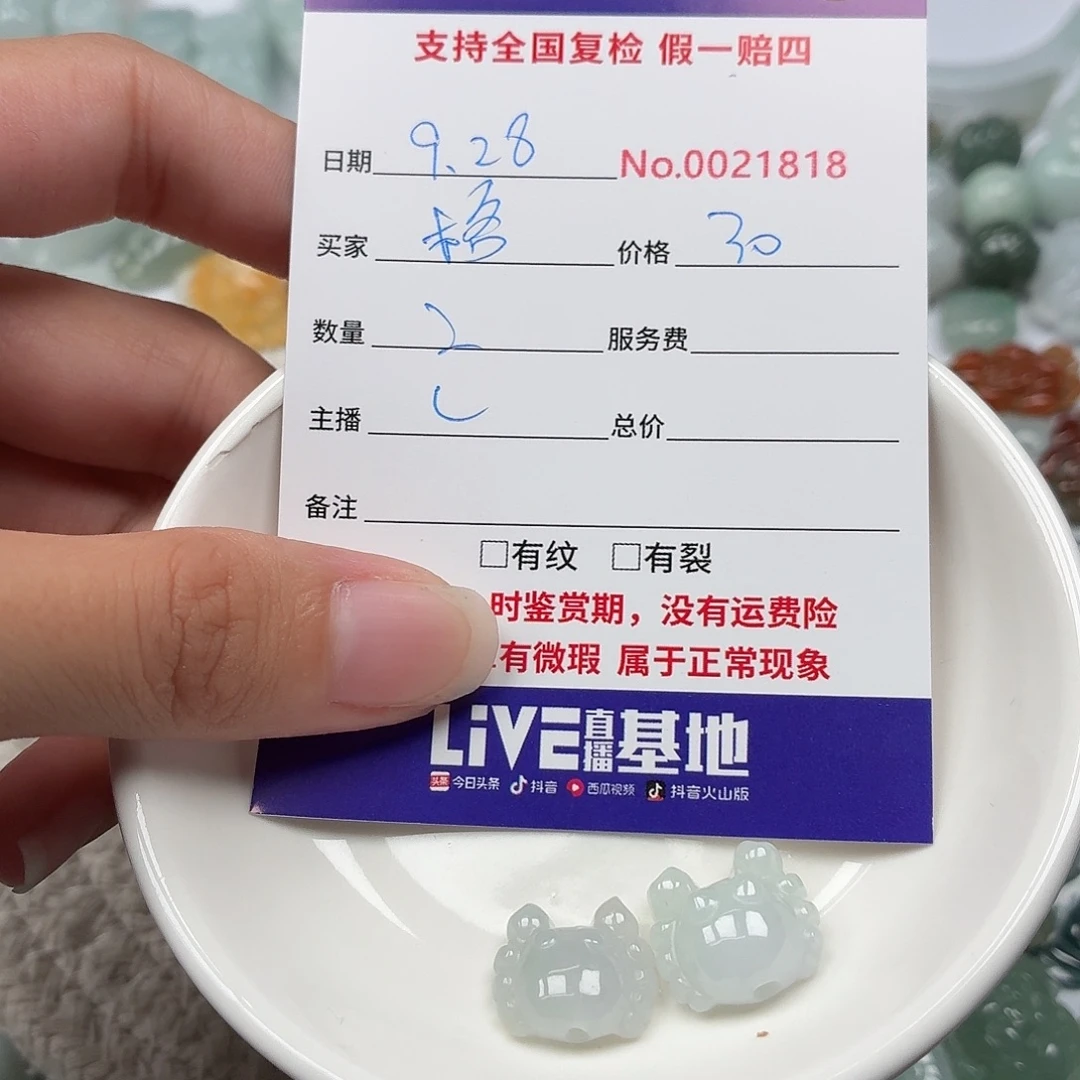 支持全国复检 假一赔四
日期 9.28 No.0021818
买家 梧 价格 30
数量 2 服务费
主播 总价
备注
□有纹 □有裂
时鉴赏期，没有运费险
有微瑕 属于正常现象
LiVE直播基地
头条 今日头条 抖音 西瓜视频 抖音火山版